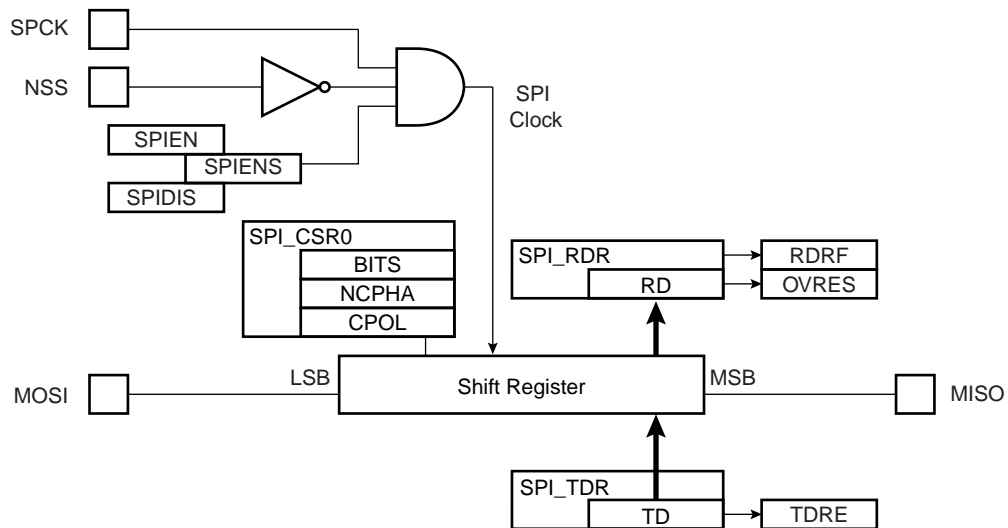 SPCK
NSS
SPI
Clock
SPIEN
SPIENS
SPIDIS
SPI_CSR0
BITS
NCPHA
CPOL
SPI_RDR
RD
RDRF
OVRES
MOSI
LSB
Shift Register
MSB
MISO
SPI_TDR
TD
TDRE